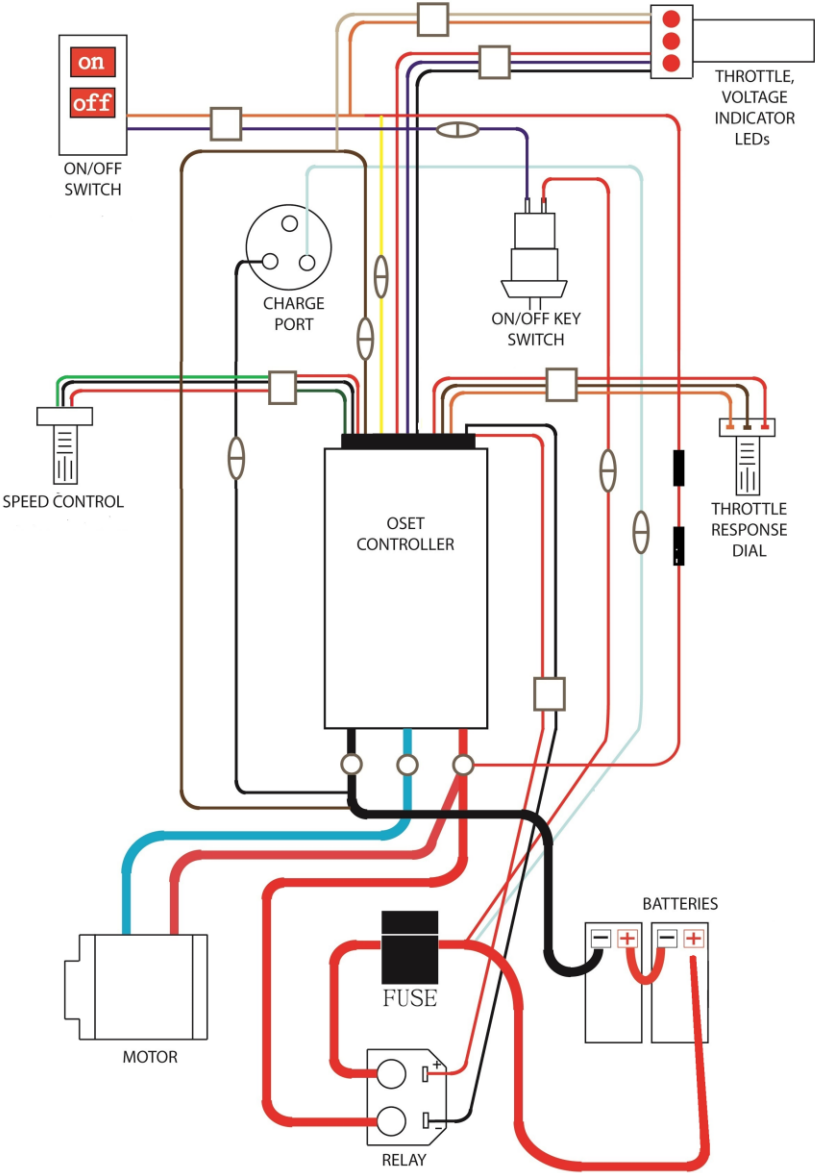 on
off
ON/OFF
SWITCH
THROTTLE,
VOLTAGE
INDICATOR
LEDs
CHARGE
PORT
ON/OFF KEY
SWITCH
SPEED CONTROL
OSET
CONTROLLER
THROTTLE
RESPONSE
DIAL
BATTERIES
− + − +
FUSE
MOTOR
+
-
RELAY